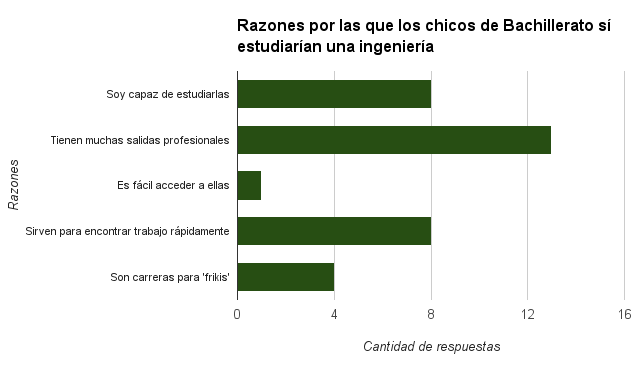 Razones por las que los chicos de Bachillerato sí
estudiarían una ingeniería
Soy capaz de estudiarlas
Tienen muchas salidas profesionales
Es fácil acceder a ellas
Sirven para encontrar trabajo rápidamente
Son carreras para 'frikis'
Razones
0 4 8 12 16
Cantidad de respuestas